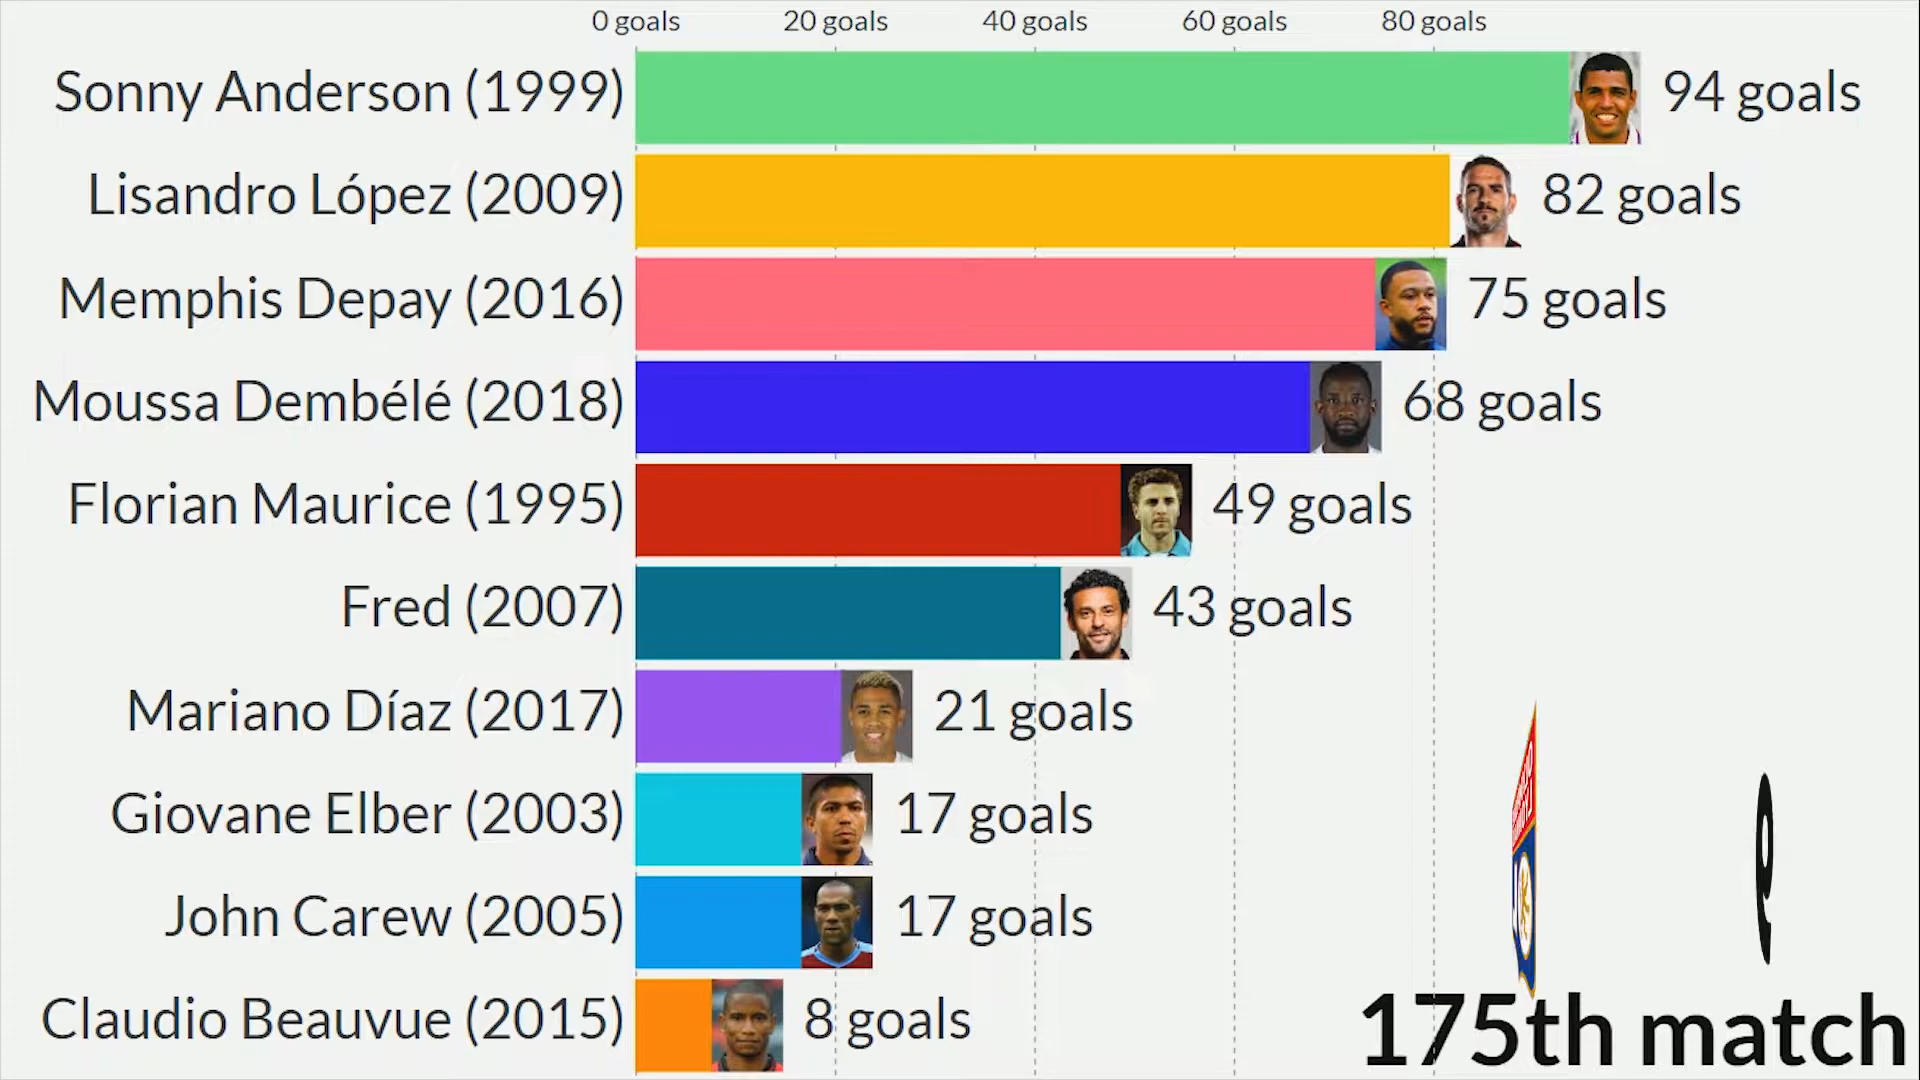 0 goals 20 goals 40 goals 60 goals 80 goals
Sonny Anderson (1999) 94 goals
Lisandro López (2009) 82 goals
Memphis Depay (2016) 75 goals
Moussa Dembélé (2018) 68 goals
Florian Maurice (1995) 49 goals
Fred (2007) 43 goals
Mariano Díaz (2017) 21 goals
Giovane Elber (2003) 17 goals
John Carew (2005) 17 goals
Claudio Beauvue (2015) 8 goals
9
175th match